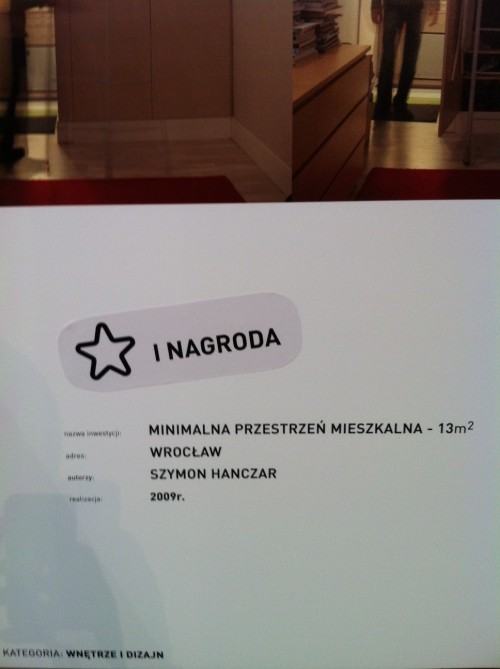 I NAGRODA
nazwa inwestycji: MINIMALNA PRZESTRZEŃ MIESZKALNA - 13m²
adres: WROCŁAW
autorzy: SZYMON HANCZAR
realizacja: 2009r.
KATEGORIA: WNĘTRZE I DIZAJN